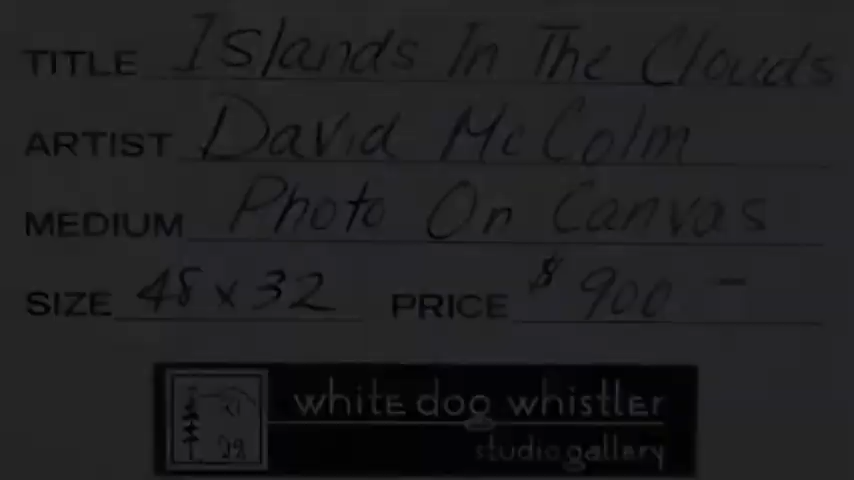 TITLE Islands In The Clouds
ARTIST David McColm
MEDIUM Photo On Canvas
SIZE 48 x 32 PRICE $900 -
white dog whistler
studio gallery